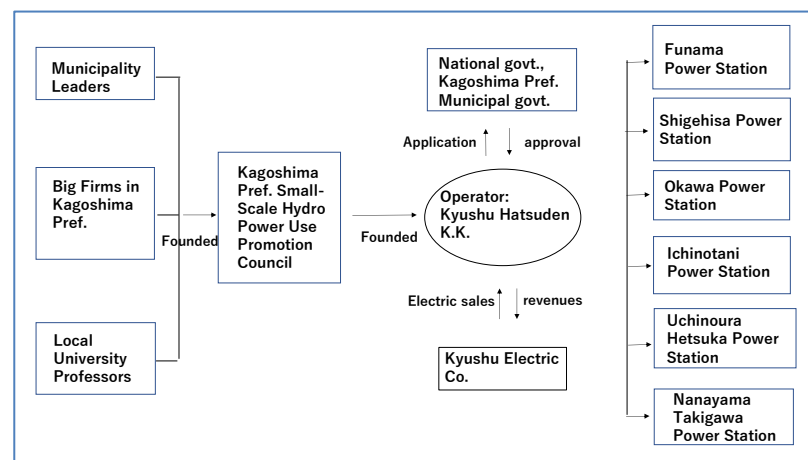 Municipality
Leaders
Big Firms in
Kagoshima
Pref.
Local
University
Professors
Founded
Kagoshima
Pref. Small-
Scale Hydro
Power Use
Promotion
Council
Founded
National govt.,
Kagoshima Pref.
Municipal govt.
Application
approval
Operator:
Kyushu Hatsuden
K.K.
Electric sales
revenues
Kyushu Electric
Co.
Funama
Power Station
Shigehisa Power
Station
Okawa Power
Station
Ichinotani
Power Station
Uchinoura
Hetsuka Power
Station
Nanayama
Takigawa
Power Station